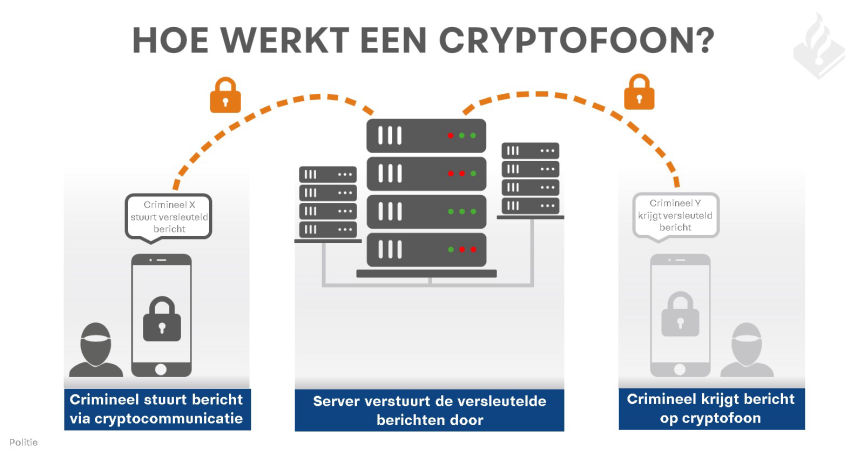 HOE WERKT EEN CRYPTOFOON?
Crimineel X
stuurt versleuteld
bericht
Crimineel Y
krijgt versleuteld
bericht
Crimineel stuurt bericht
via cryptocommunicatie
Server verstuurt de versleutelde
berichten door
Crimineel krijgt bericht
op cryptofoon
Politie